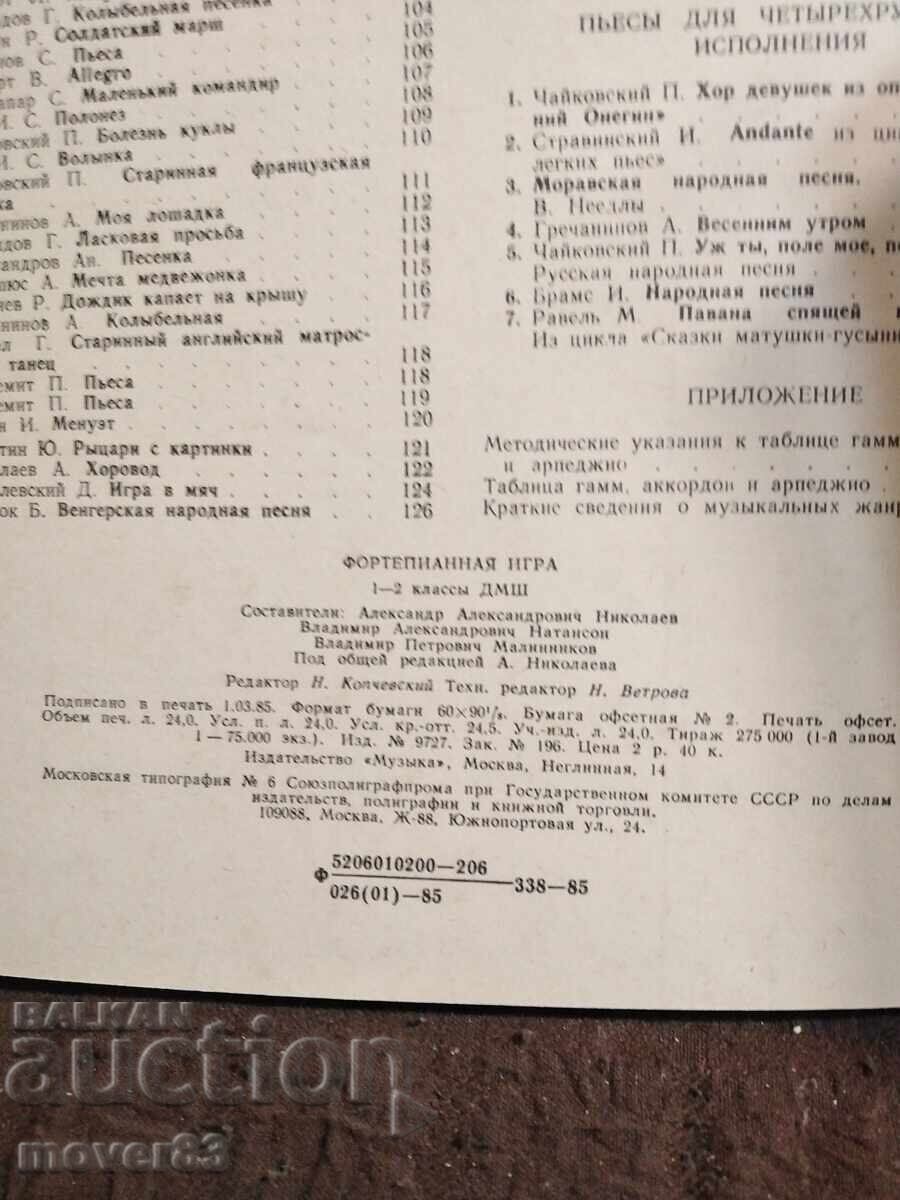 дов Г. Колыбельная песенка 104
н Р. Солдатский марш 105
нов С. Пьеса 106
рт В. Allegro 107
апар С. Маленький командир 108
И. С. Полонез 109
овский П. Болезнь куклы 110
И. С. Волынка
овский П. Старинная французская
ка 111
нинов А. Моя лошадка 112
идов Г. Ласковая просьба 113
сандров Ан. Песенка 114
люс А. Мечта медвежонка 115
чев Р. Дождик капает на крышу 116
нинов А. Колыбельная 117
л Г. Старинный английский матрос-
танец 118
емит П. Пьеса 118
емит П. Пьеса 119
н И. Менуэт 120
тин Ю. Рыцари с картинки 121
лаев А. Хоровод 122
левский Д. Игра в мяч 124
ок Б. Венгерская народная песня 126
ПЬЕСЫ ДЛЯ ЧЕТЫРЕХРУ
ИСПОЛНЕНИЯ
1. Чайковский П. Хор девушек из оп
ний Онегин»
2. Стравинский И. Andante из ци
легких пьес»
3. Моравская народная песня.
В. Неедлы
4. Гречанинов А. Весенним утром
5. Чайковский П. Уж ты, поле мое, по
Русская народная песня
6. Брамс И. Народная песня
7. Равель М. Павана спящей
Из цикла «Сказки матушки-гусыни
ПРИЛОЖЕНИЕ
Методические указания к таблице гамм
и арпеджио
Таблица гамм, аккордов и арпеджио
Краткие сведения о музыкальных жанр
ФОРТЕПИАННАЯ ИГРА
1—2 классы ДМШ
Составители: Александр Александрович Николаев
Владимир Александрович Натансон
Владимир Петрович Малинников
Под общей редакцией А. Николаева
Редактор Н. Копчевский Техн. редактор Н. Ветрова
Подписано в печать 1.03.85. Формат бумаги 60×90¹/₈. Бумага офсетная № 2. Печать офсет.
Объем печ. л. 24,0. Усл. п. л. 24,0. Усл. кр.-отт. 24,5. Уч.-изд. л. 24,0. Тираж 275 000 (1-й завод
1—75.000 экз.). Изд. № 9727. Зак. № 196. Цена 2 р. 40 к.
Издательство «Музыка», Москва, Неглинная, 14
Московская типография № 6 Союзполиграфпрома при Государственном комитете СССР по делам
издательств, полиграфии и книжной торговли.
109088, Москва, Ж-88, Южнопортовая ул., 24.
Ф 5206010200—206
026(01)—85
338—85
BALKAN
auction
mover83